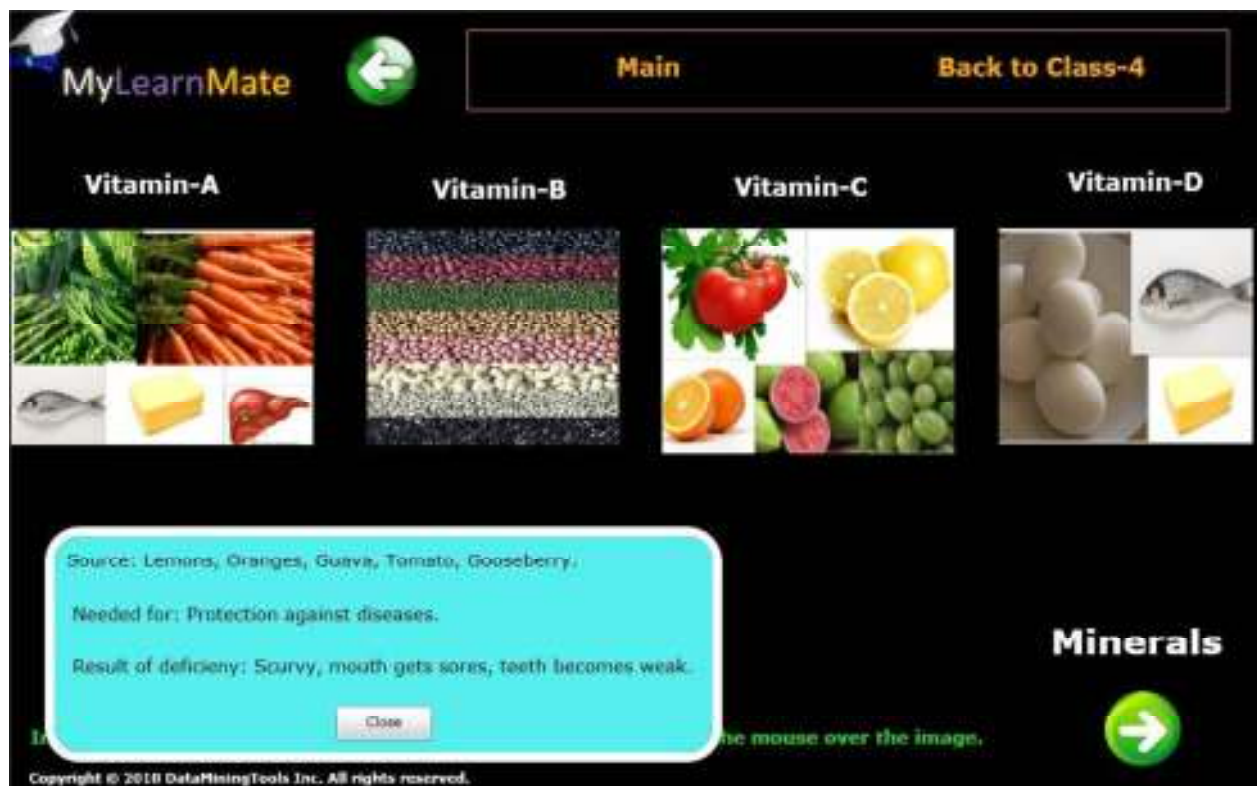 MyLearnMate
Main
Back to Class-4
Vitamin-A
Vitamin-B
Vitamin-C
Vitamin-D
Source: Lemons, Oranges, Guava, Tomato, Gooseberry.
Needed for: Protection against diseases.
Result of deficieny: Scurvy, mouth gets sores, teeth becomes weak.
Close
Minerals
the mouse over the image.
Copyright © 2010 DataMiningTools Inc. All rights reserved.